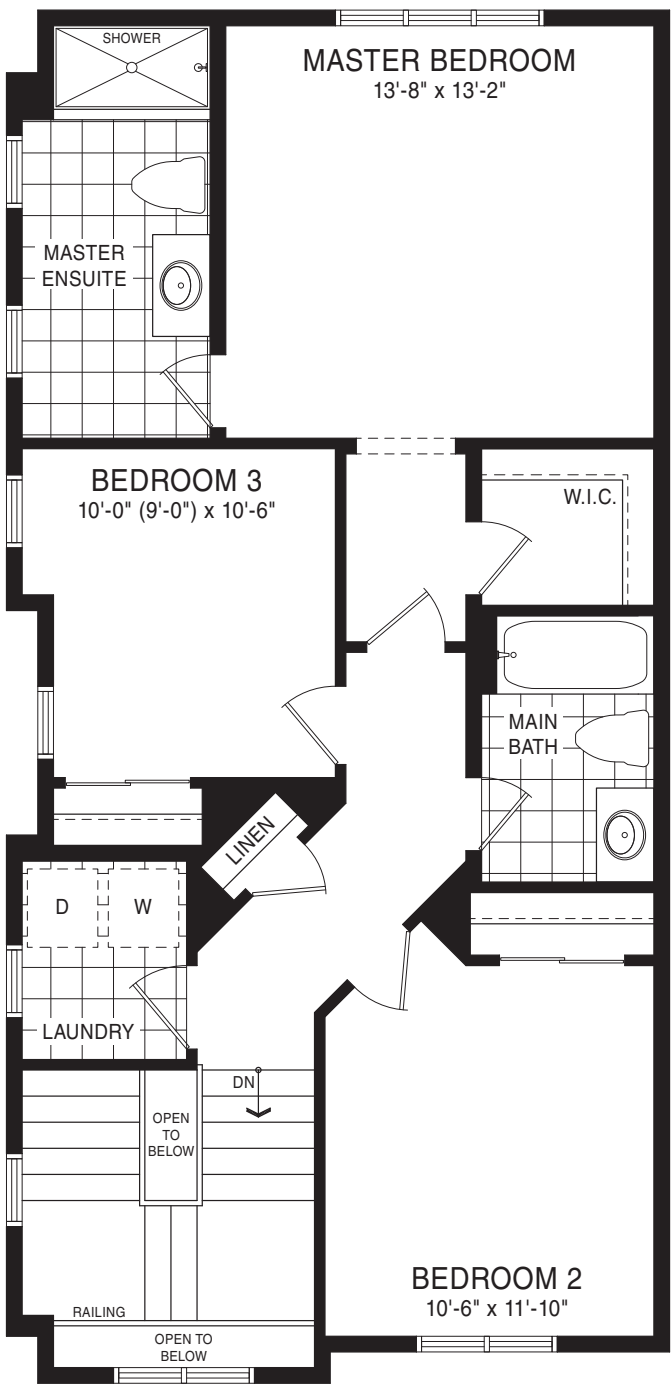 SHOWER
MASTER BEDROOM
13'-8" x 13'-2"
MASTER
ENSUITE
BEDROOM 3
10'-0" (9'-0") x 10'-6"
W.I.C.
MAIN
BATH
LINEN
D
W
LAUNDRY
DN
OPEN
TO
BELOW
BEDROOM 2
10'-6" x 11'-10"
RAILING
OPEN TO
BELOW